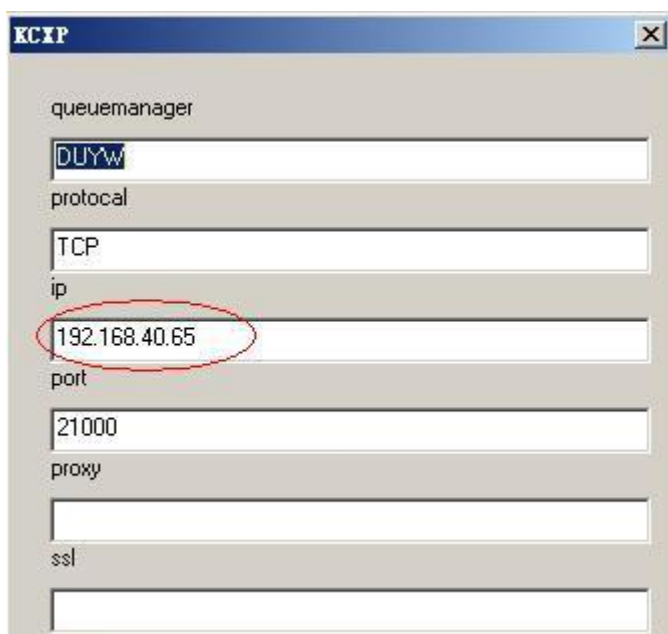 KCXP
queuemanager
DUYW
protocal
TCP
ip
192.168.40.65
port
21000
proxy
ssl